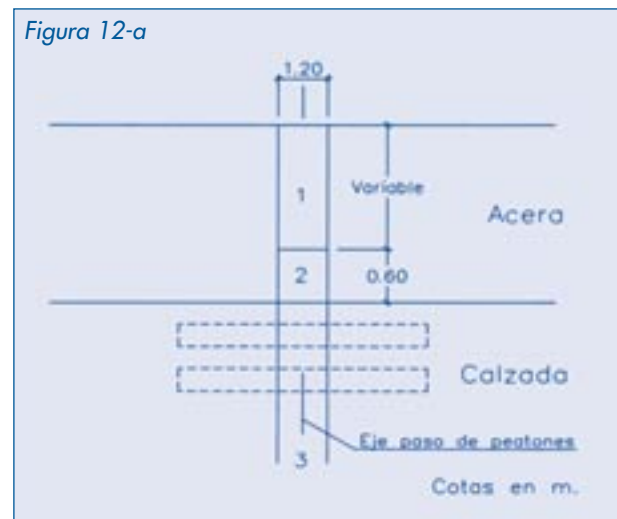 Figura 12-a
1.20
1
Variable
Acera
2
0.60
Calzada
Eje paso de peatones
3
Cotas en m.